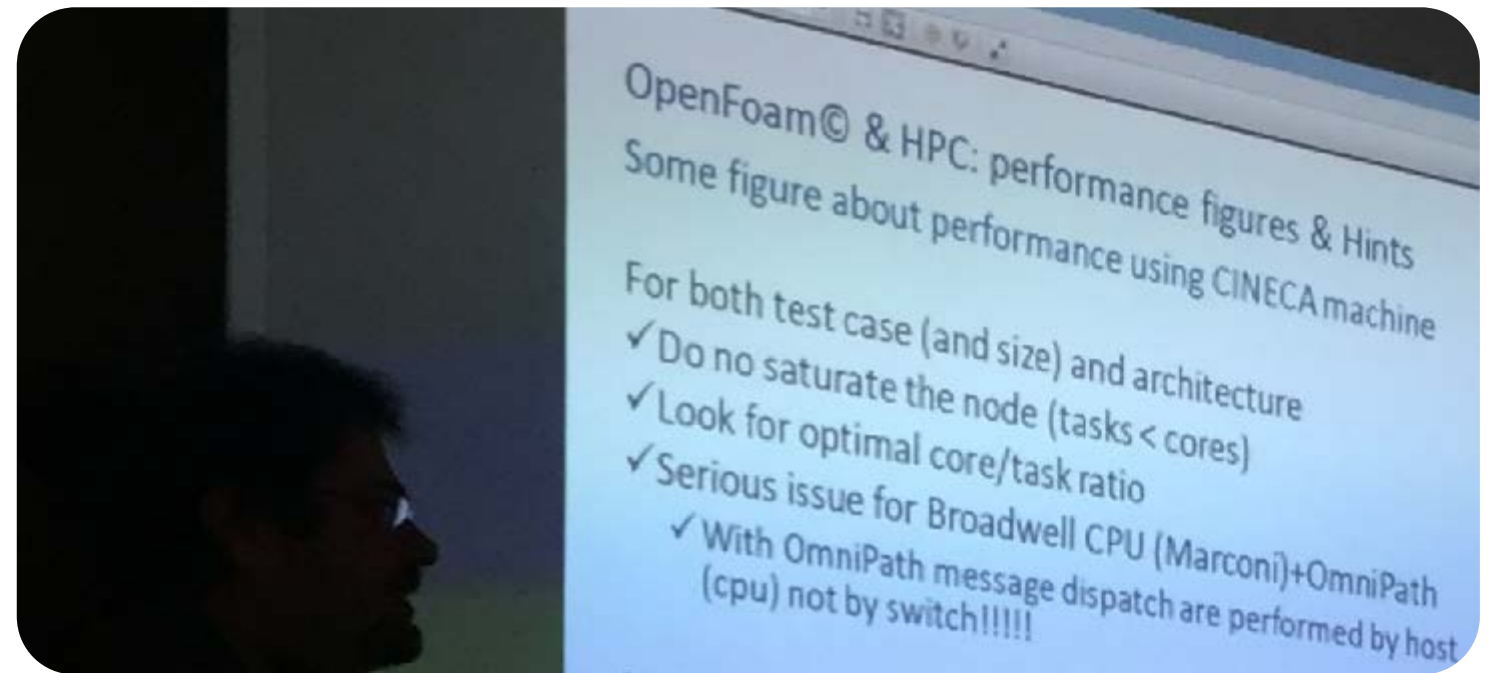 OpenFoam© & HPC: performance figures & Hints
Some figure about performance using CINECA machine
For both test case (and size) and architecture
✓Do no saturate the node (tasks < cores)
✓Look for optimal core/task ratio
✓Serious issue for Broadwell CPU (Marconi)+OmniPath
✓With OmniPath message dispatch are performed by host
(cpu) not by switch!!!!!